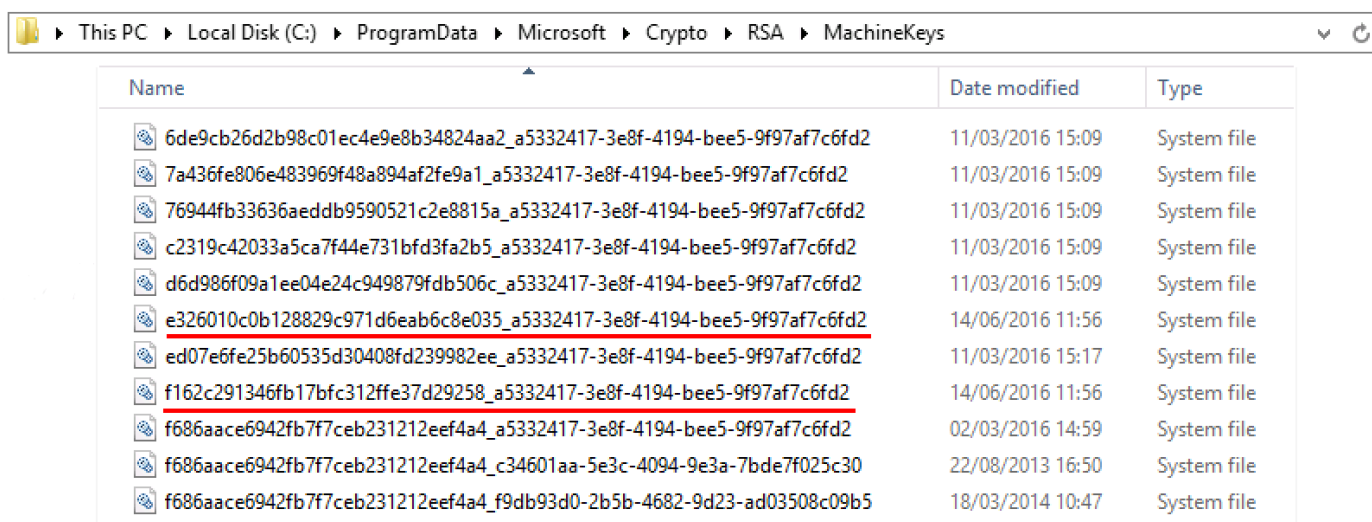 This PC Local Disk (C:) ProgramData Microsoft Crypto RSA MachineKeys
Name Date modified Type
6de9cb26d2b98c01ec4e9e8b34824aa2_a5332417-3e8f-4194-bee5-9f97af7c6fd2 11/03/2016 15:09 System file
7a436fe806e483969f48a894af2fe9a1_a5332417-3e8f-4194-bee5-9f97af7c6fd2 11/03/2016 15:09 System file
76944fb33636aeddb9590521c2e8815a_a5332417-3e8f-4194-bee5-9f97af7c6fd2 11/03/2016 15:09 System file
c2319c42033a5ca7f44e731bfd3fa2b5_a5332417-3e8f-4194-bee5-9f97af7c6fd2 11/03/2016 15:09 System file
d6d986f09a1ee04e24c949879fdb506c_a5332417-3e8f-4194-bee5-9f97af7c6fd2 11/03/2016 15:09 System file
e326010c0b128829c971d6eab6c8e035_a5332417-3e8f-4194-bee5-9f97af7c6fd2 14/06/2016 11:56 System file
ed07e6fe25b60535d30408fd239982ee_a5332417-3e8f-4194-bee5-9f97af7c6fd2 11/03/2016 15:17 System file
f162c291346fb17bfc312ffe37d29258_a5332417-3e8f-4194-bee5-9f97af7c6fd2 14/06/2016 11:56 System file
f686aace6942fb7f7ceb231212eef4a4_a5332417-3e8f-4194-bee5-9f97af7c6fd2 02/03/2016 14:59 System file
f686aace6942fb7f7ceb231212eef4a4_c34601aa-5e3c-4094-9e3a-7bde7f025c30 22/08/2013 16:50 System file
f686aace6942fb7f7ceb231212eef4a4_f9db93d0-2b5b-4682-9d23-ad03508c09b5 18/03/2014 10:47 System file